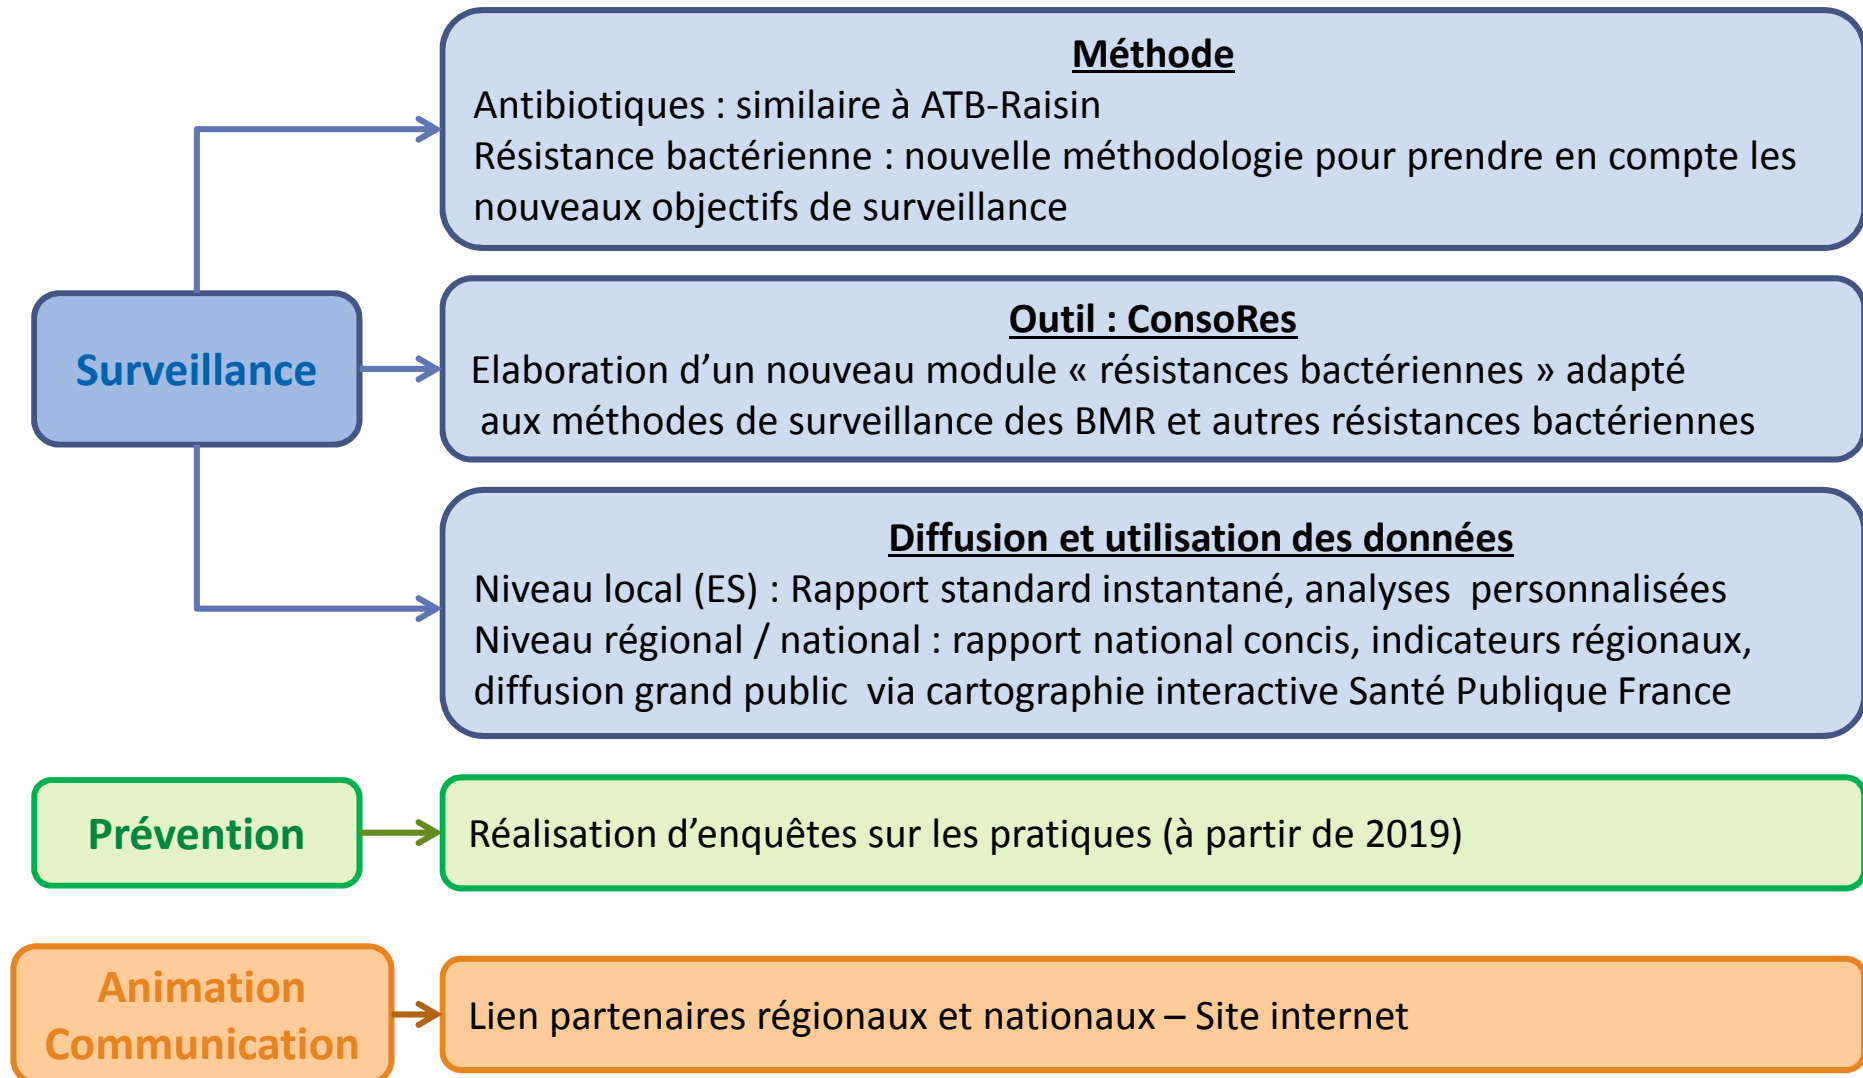 Méthode
Antibiotiques : similaire à ATB-Raisin
Résistance bactérienne : nouvelle méthodologie pour prendre en compte les
nouveaux objectifs de surveillance
Surveillance
Outil : ConsoRes
Elaboration d’un nouveau module « résistances bactériennes » adapté
aux méthodes de surveillance des BMR et autres résistances bactériennes
Diffusion et utilisation des données
Niveau local (ES) : Rapport standard instantané, analyses personnalisées
Niveau régional / national : rapport national concis, indicateurs régionaux,
diffusion grand public via cartographie interactive Santé Publique France
Prévention
Réalisation d’enquêtes sur les pratiques (à partir de 2019)
Animation
Communication
Lien partenaires régionaux et nationaux – Site internet